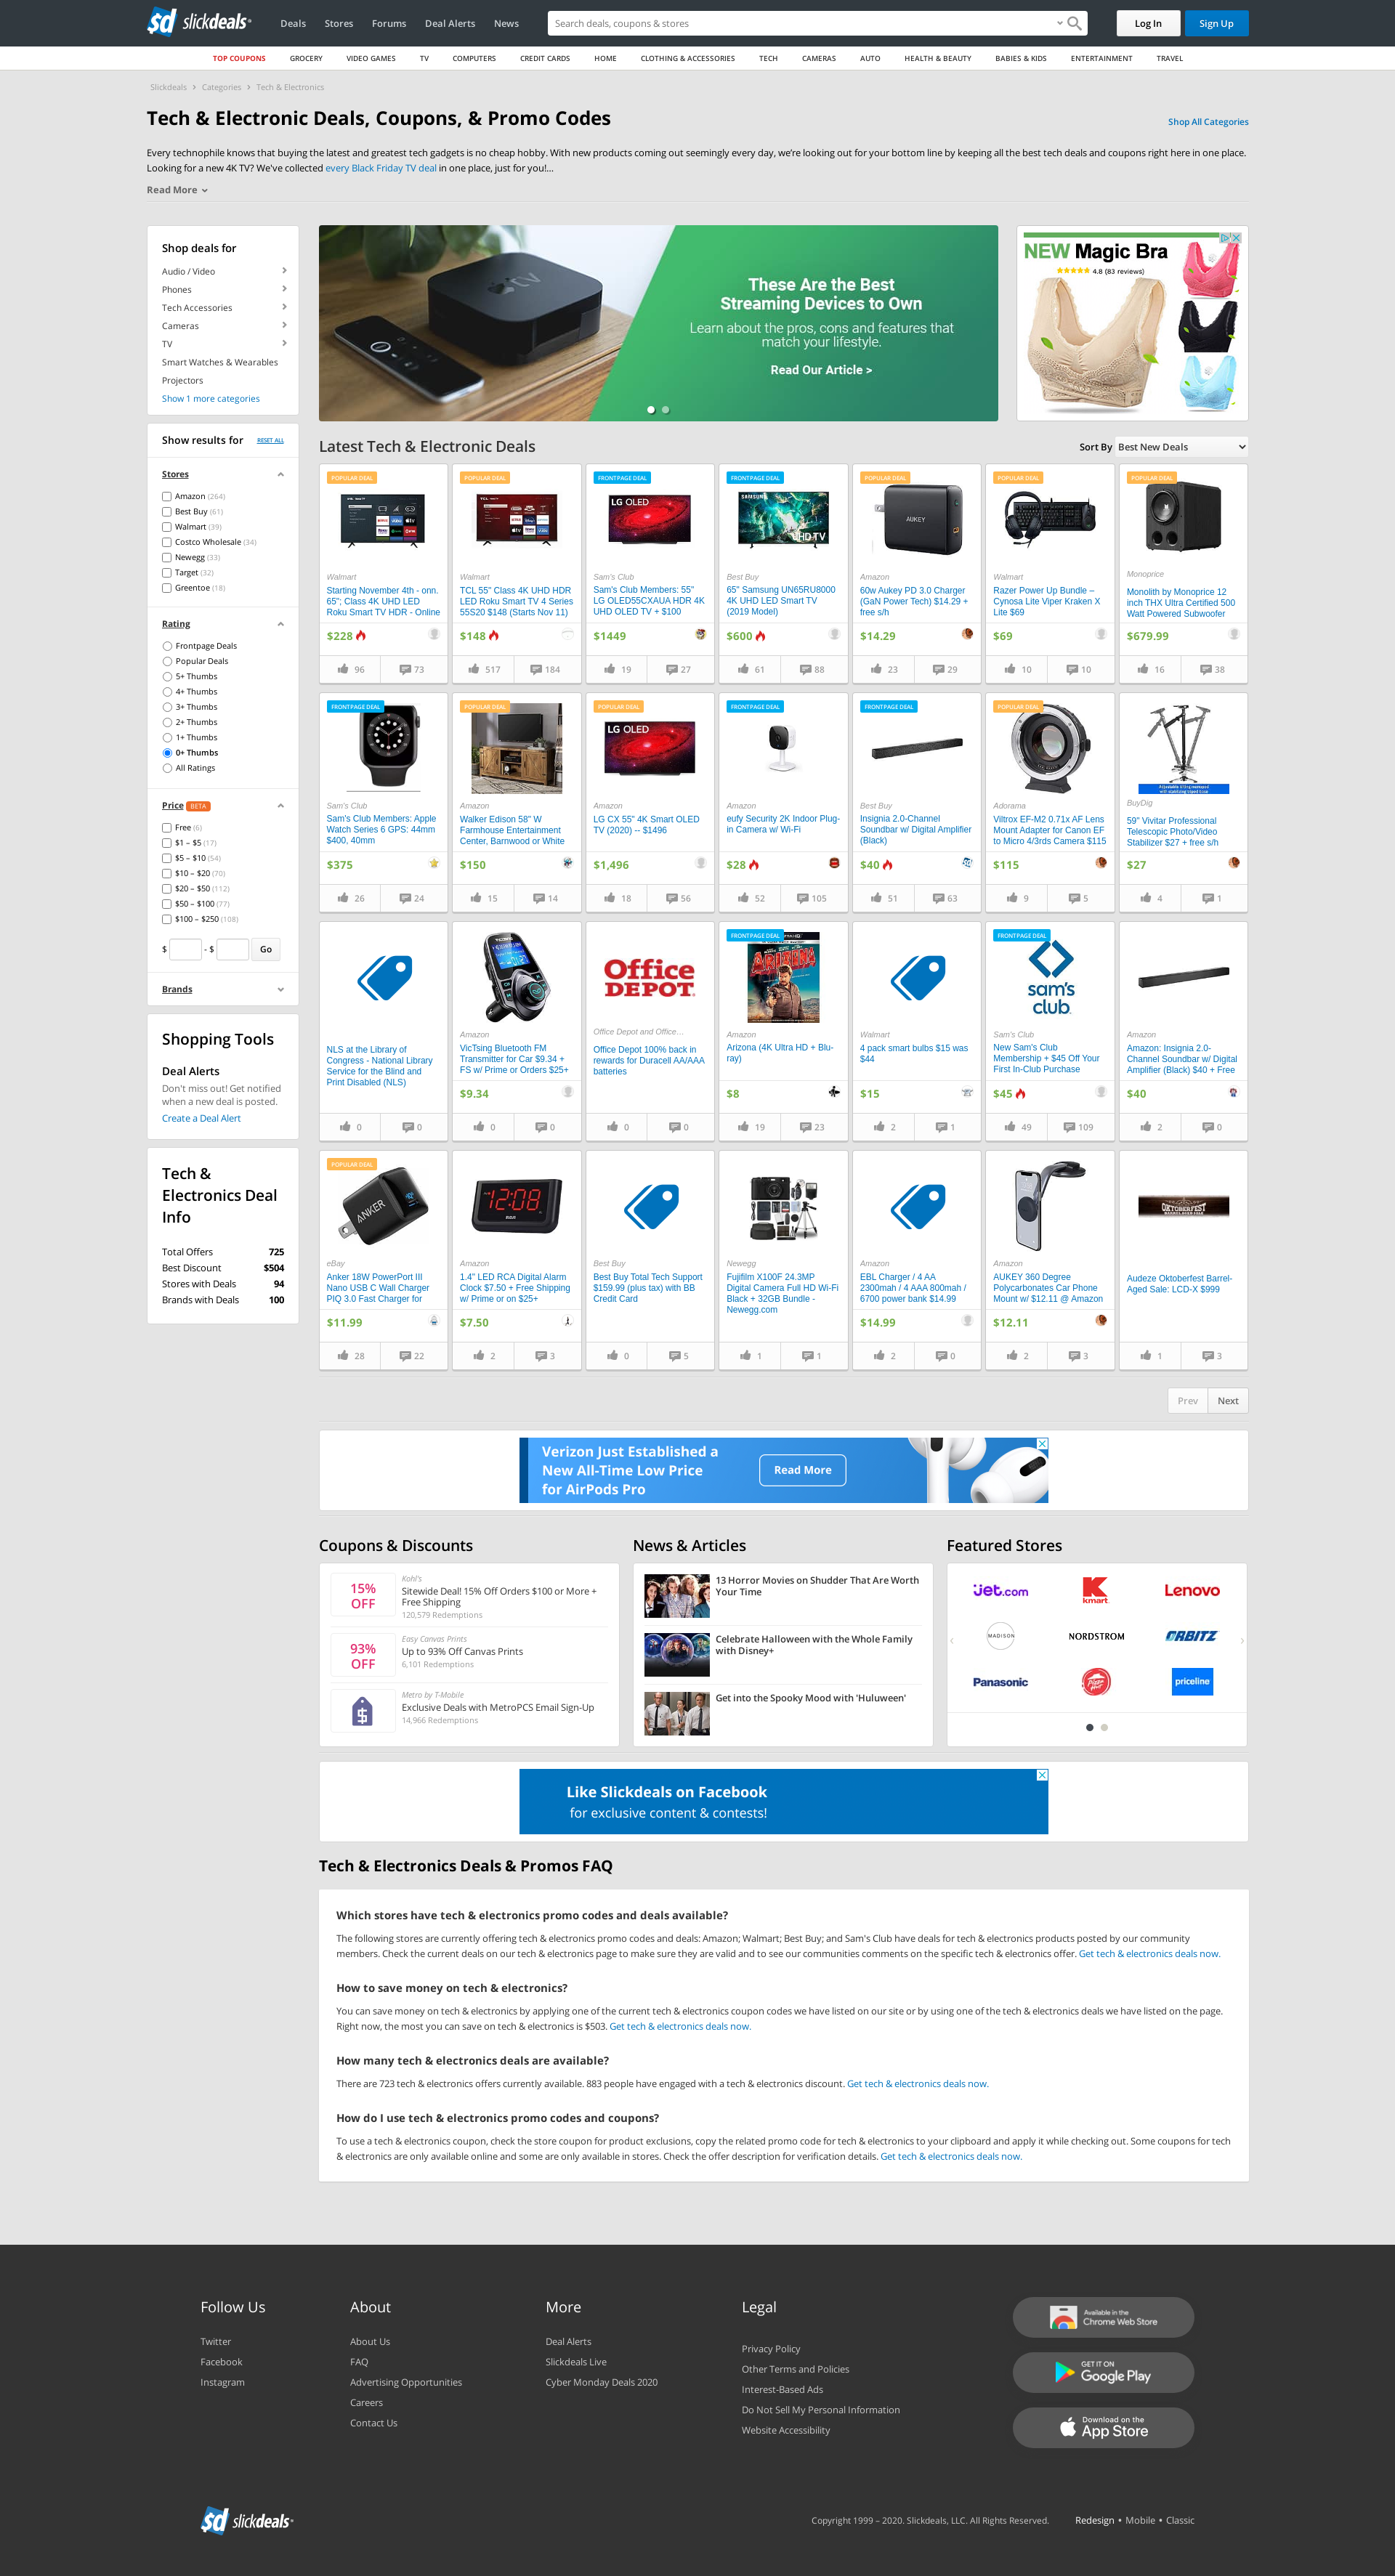 sd slickdeals
Deals
Stores
Forums
Deal Alerts
News
Search deals, coupons & stores
Log In
Sign Up
TOP COUPONS
GROCERY
VIDEO GAMES
TV
COMPUTERS
CREDIT CARDS
HOME
CLOTHING & ACCESSORIES
TECH
CAMERAS
AUTO
HEALTH & BEAUTY
BABIES & KIDS
ENTERTAINMENT
TRAVEL
Slickdeals › Categories › Tech & Electronics
Tech & Electronic Deals, Coupons, & Promo Codes
Shop All Categories
Every technophile knows that buying the latest and greatest tech gadgets is no cheap hobby. With new products coming out seemingly every day, we're looking out for your bottom line by keeping all the best tech deals and coupons right here in one place.
Looking for a new 4K TV? We've collected every Black Friday TV deal in one place, just for you!...
Read More
Shop deals for
Audio / Video
Phones
Tech Accessories
Cameras
TV
Smart Watches & Wearables
Projectors
Show 1 more categories
Show results for
RESET ALL
Stores
Amazon (264)
Best Buy (61)
Walmart (39)
Costco Wholesale (34)
Newegg (33)
Target (32)
Greentoe (18)
Rating
Frontpage Deals
Popular Deals
5+ Thumbs
4+ Thumbs
3+ Thumbs
2+ Thumbs
1+ Thumbs
0+ Thumbs
All Ratings
Price BETA
Free (6)
$1 – $5 (17)
$5 – $10 (54)
$10 – $20 (70)
$20 – $50 (112)
$50 – $100 (77)
$100 – $250 (108)
$ - $ Go
Brands
Shopping Tools
Deal Alerts
Don't miss out! Get notified
when a new deal is posted.
Create a Deal Alert
Tech &
Electronics Deal
Info
Total Offers 725
Best Discount $504
Stores with Deals 94
Brands with Deals 100
tv
These Are the Best
Streaming Devices to Own
Learn about the pros, cons and features that
match your lifestyle.
Read Our Article >
NEW Magic Bra
4.8 (83 reviews)
Latest Tech & Electronic Deals
Sort By Best New Deals
POPULAR DEAL
Walmart
Starting November 4th - onn.
65"; Class 4K UHD LED
Roku Smart TV HDR - Online
$228
96
73
POPULAR DEAL
TCL
Walmart
TCL 55" Class 4K UHD HDR
LED Roku Smart TV 4 Series
55S20 $148 (Starts Nov 11)
$148
517
184
FRONTPAGE DEAL
LG OLED
Sam's Club
Sam's Club Members: 55"
LG OLED55CXAUA HDR 4K
UHD OLED TV + $100
$1449
19
27
FRONTPAGE DEAL
SAMSUNG
UHD TV
Best Buy
65" Samsung UN65RU8000
4K UHD LED Smart TV
(2019 Model)
$600
61
88
POPULAR DEAL
AUKEY
Amazon
60w Aukey PD 3.0 Charger
(GaN Power Tech) $14.29 +
free s/h
$14.29
23
29
POPULAR DEAL
Walmart
Razer Power Up Bundle –
Cynosa Lite Viper Kraken X
Lite $69
$69
10
10
POPULAR DEAL
Monoprice
Monolith by Monoprice 12
inch THX Ultra Certified 500
Watt Powered Subwoofer
$679.99
16
38
FRONTPAGE DEAL
Sam's Club
Sam's Club Members: Apple
Watch Series 6 GPS: 44mm
$400, 40mm
$375
26
24
POPULAR DEAL
Amazon
Walker Edison 58" W
Farmhouse Entertainment
Center, Barnwood or White
$150
15
14
POPULAR DEAL
LG OLED
Amazon
LG CX 55" 4K Smart OLED
TV (2020) -- $1496
$1,496
18
56
FRONTPAGE DEAL
Amazon
eufy Security 2K Indoor Plug-
in Camera w/ Wi-Fi
$28
52
105
FRONTPAGE DEAL
Best Buy
Insignia 2.0-Channel
Soundbar w/ Digital Amplifier
(Black)
$40
51
63
POPULAR DEAL
Adorama
Viltrox EF-M2 0.71x AF Lens
Mount Adapter for Canon EF
to Micro 4/3rds Camera $115
$115
9
5
BuyDig
59" Vivitar Professional
Telescopic Photo/Video
Stabilizer $27 + free s/h
$27
4
1
NLS at the Library of
Congress - National Library
Service for the Blind and
Print Disabled (NLS)
0
0
Amazon
VicTsing Bluetooth FM
Transmitter for Car $9.34 +
FS w/ Prime or Orders $25+
$9.34
0
0
Office
DEPOT
Office Depot and Office...
Office Depot 100% back in
rewards for Duracell AA/AAA
batteries
0
0
FRONTPAGE DEAL
ARIZONA
Amazon
Arizona (4K Ultra HD + Blu-
ray)
$8
19
23
Walmart
4 pack smart bulbs $15 was
$44
$15
2
1
FRONTPAGE DEAL
sam's
club
Sam's Club
New Sam's Club
Membership + $45 Off Your
First In-Club Purchase
$45
49
109
Amazon
Amazon: Insignia 2.0-
Channel Soundbar w/ Digital
Amplifier (Black) $40 + Free
$40
2
0
POPULAR DEAL
ANKER
eBay
Anker 18W PowerPort III
Nano USB C Wall Charger
PIQ 3.0 Fast Charger for
$11.99
28
22
12:08
RCA
Amazon
1.4" LED RCA Digital Alarm
Clock $7.50 + Free Shipping
w/ Prime or on $25+
$7.50
2
3
Best Buy
Best Buy Total Tech Support
$159.99 (plus tax) with BB
Credit Card
0
5
Newegg
Fujifilm X100F 24.3MP
Digital Camera Full HD Wi-Fi
Black + 32GB Bundle -
Newegg.com
1
1
Amazon
EBL Charger / 4 AA
2300mah / 4 AAA 800mah /
6700 power bank $14.99
$14.99
2
0
Amazon
AUKEY 360 Degree
Polycarbonates Car Phone
Mount w/ $12.11 @ Amazon
$12.11
2
3
OKTOBERFEST
Audeze Oktoberfest Barrel-
Aged Sale: LCD-X $999
1
3
Prev
Next
Verizon Just Established a
New All-Time Low Price
for AirPods Pro
Read More
Coupons & Discounts
15%
OFF
Kohl's
Sitewide Deal! 15% Off Orders $100 or More +
Free Shipping
120,579 Redemptions
93%
OFF
Easy Canvas Prints
Up to 93% Off Canvas Prints
6,101 Redemptions
Metro by T-Mobile
Exclusive Deals with MetroPCS Email Sign-Up
14,966 Redemptions
News & Articles
13 Horror Movies on Shudder That Are Worth
Your Time
Celebrate Halloween with the Whole Family
with Disney+
Get into the Spooky Mood with 'Huluween'
Featured Stores
jet.com
K
kmart
Lenovo
MADISON
NORDSTROM
ORBITZ
Panasonic
Pizza Hut
priceline
Like Slickdeals on Facebook
for exclusive content & contests!
Tech & Electronics Deals & Promos FAQ
Which stores have tech & electronics promo codes and deals available?
The following stores are currently offering tech & electronics promo codes and deals: Amazon; Walmart; Best Buy; and Sam's Club have deals for tech & electronics products posted by our community
members. Check the current deals on our tech & electronics page to make sure they are valid and to see our communities comments on the specific tech & electronics offer. Get tech & electronics deals now.
How to save money on tech & electronics?
You can save money on tech & electronics by applying one of the current tech & electronics coupon codes we have listed on our site or by using one of the tech & electronics deals we have listed on the page.
Right now, the most you can save on tech & electronics is $503. Get tech & electronics deals now.
How many tech & electronics deals are available?
There are 723 tech & electronics offers currently available. 883 people have engaged with a tech & electronics discount. Get tech & electronics deals now.
How do I use tech & electronics promo codes and coupons?
To use a tech & electronics coupon, check the store coupon for product exclusions, copy the related promo code for tech & electronics to your clipboard and apply it while checking out. Some coupons for tech
& electronics are only available online and some are only available in stores. Check the offer description for verification details. Get tech & electronics deals now.
Follow Us
Twitter
Facebook
Instagram
About
About Us
FAQ
Advertising Opportunities
Careers
Contact Us
More
Deal Alerts
Slickdeals Live
Cyber Monday Deals 2020
Legal
Privacy Policy
Other Terms and Policies
Interest-Based Ads
Do Not Sell My Personal Information
Website Accessibility
Available in the
Chrome Web Store
GET IT ON
Google Play
Download on the
App Store
sd slickdeals
Copyright 1999 – 2020. Slickdeals, LLC. All Rights Reserved.
Redesign • Mobile • Classic